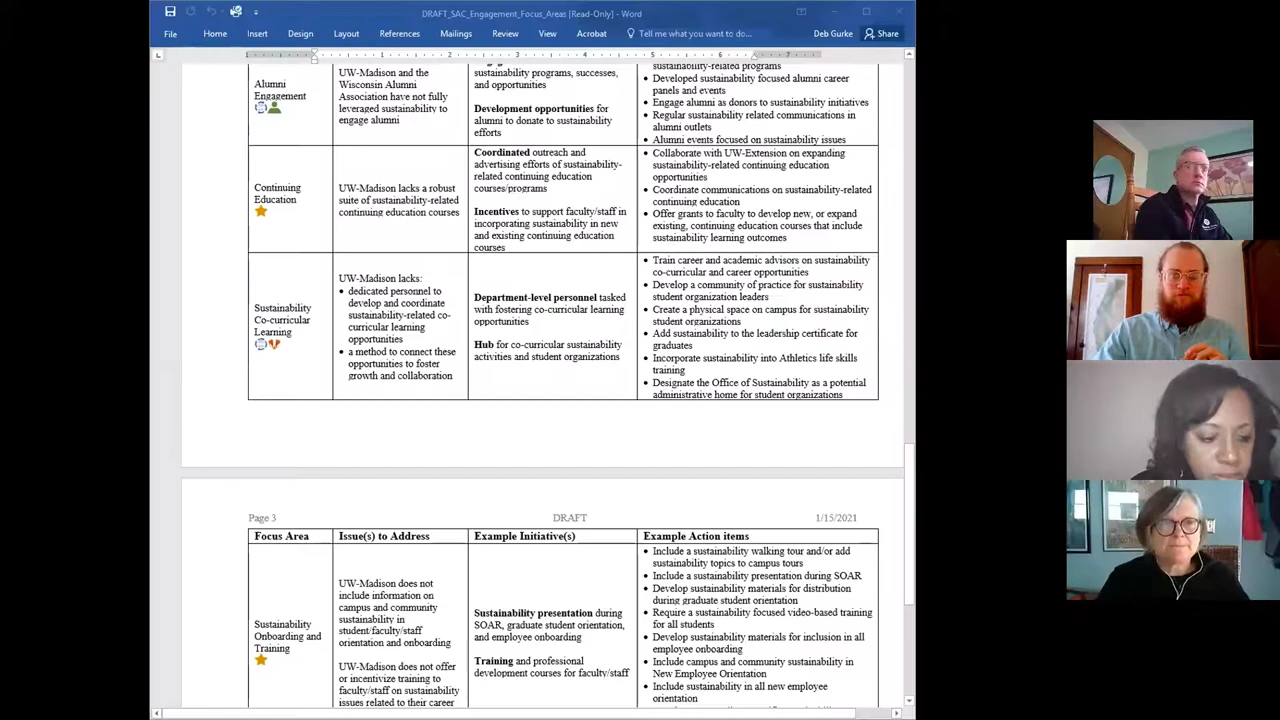 DRAFT_SAC_Engagement_Focus_Areas [Read-Only] - Word
File
Home
Insert
Design
Layout
References
Mailings
Review
View
Acrobat
Tell me what you want to do...
Deb Gurke
Share
1
1
2
3
4
5
6
7
Alumni
Engagement
UW-Madison and the
Wisconsin Alumni
Association have not fully
leveraged sustainability to
engage alumni
sustainability programs, successes,
and opportunities
Development opportunities for
alumni to donate to sustainability
efforts
sustainability-related programs
• Developed sustainability focused alumni career
panels and events
• Engage alumni as donors to sustainability initiatives
• Regular sustainability related communications in
alumni outlets
• Alumni events focused on sustainability issues
Continuing
Education
UW-Madison lacks a robust
suite of sustainability-related
continuing education courses
Coordinated outreach and
advertising efforts of sustainability-
related continuing education
courses/programs
Incentives to support faculty/staff in
incorporating sustainability in new
and existing continuing education
courses
• Collaborate with UW-Extension on expanding
sustainability-related continuing education
opportunities
• Coordinate communications on sustainability-related
continuing education
• Offer grants to faculty to develop new, or expand
existing, continuing education courses that include
sustainability learning outcomes
Sustainability
Co-curricular
Learning
UW-Madison lacks:
• dedicated personnel to
develop and coordinate
sustainability-related co-
curricular learning
opportunities
• a method to connect these
opportunities to foster
growth and collaboration
Department-level personnel tasked
with fostering co-curricular learning
opportunities
Hub for co-curricular sustainability
activities and student organizations
• Train career and academic advisors on sustainability
co-curricular and career opportunities
• Develop a community of practice for sustainability
student organization leaders
• Create a physical space on campus for sustainability
student organizations
• Add sustainability to the leadership certificate for
graduates
• Incorporate sustainability into Athletics life skills
training
• Designate the Office of Sustainability as a potential
administrative home for student organizations
Page 3
DRAFT
1/15/2021
Focus Area
Issue(s) to Address
Example Initiative(s)
Example Action items
Sustainability
Onboarding and
Training
UW-Madison does not
include information on
campus and community
sustainability in
student/faculty/staff
orientation and onboarding
UW-Madison does not offer
or incentivize training to
faculty/staff on sustainability
issues related to their career
Sustainability presentation during
SOAR, graduate student orientation,
and employee onboarding
Training and professional
development courses for faculty/staff
• Include a sustainability walking tour and/or add
sustainability topics to campus tours
• Include a sustainability presentation during SOAR
• Develop sustainability materials for distribution
during graduate student orientation
• Require a sustainability focused video-based training
for all students
• Develop sustainability materials for inclusion in all
employee onboarding
• Include campus and community sustainability in
New Employee Orientation
• Include sustainability in all new employee
orientation